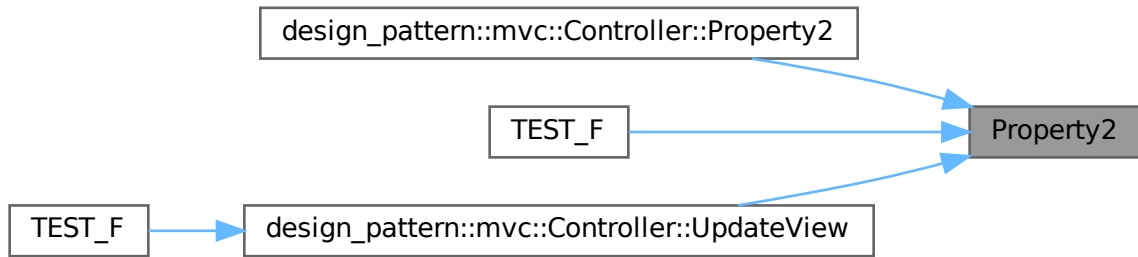 design_pattern::mvc::Controller::Property2
TEST_F
Property2
TEST_F
design_pattern::mvc::Controller::UpdateView